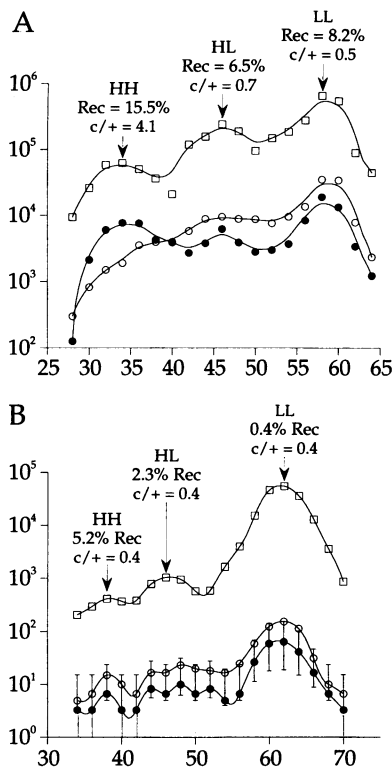 A
HH
Rec = 15.5%
c/+ = 4.1
HL
Rec = 6.5%
c/+ = 0.7
LL
Rec = 8.2%
c/+ = 0.5
10^6
10^5
10^4
10^3
10^2
25 30 35 40 45 50 55 60 65
B
HH
5.2% Rec
c/+ = 0.4
HL
2.3% Rec
c/+ = 0.4
LL
0.4% Rec
c/+ = 0.4
10^5
10^4
10^3
10^2
10^1
10^0
30 40 50 60 70